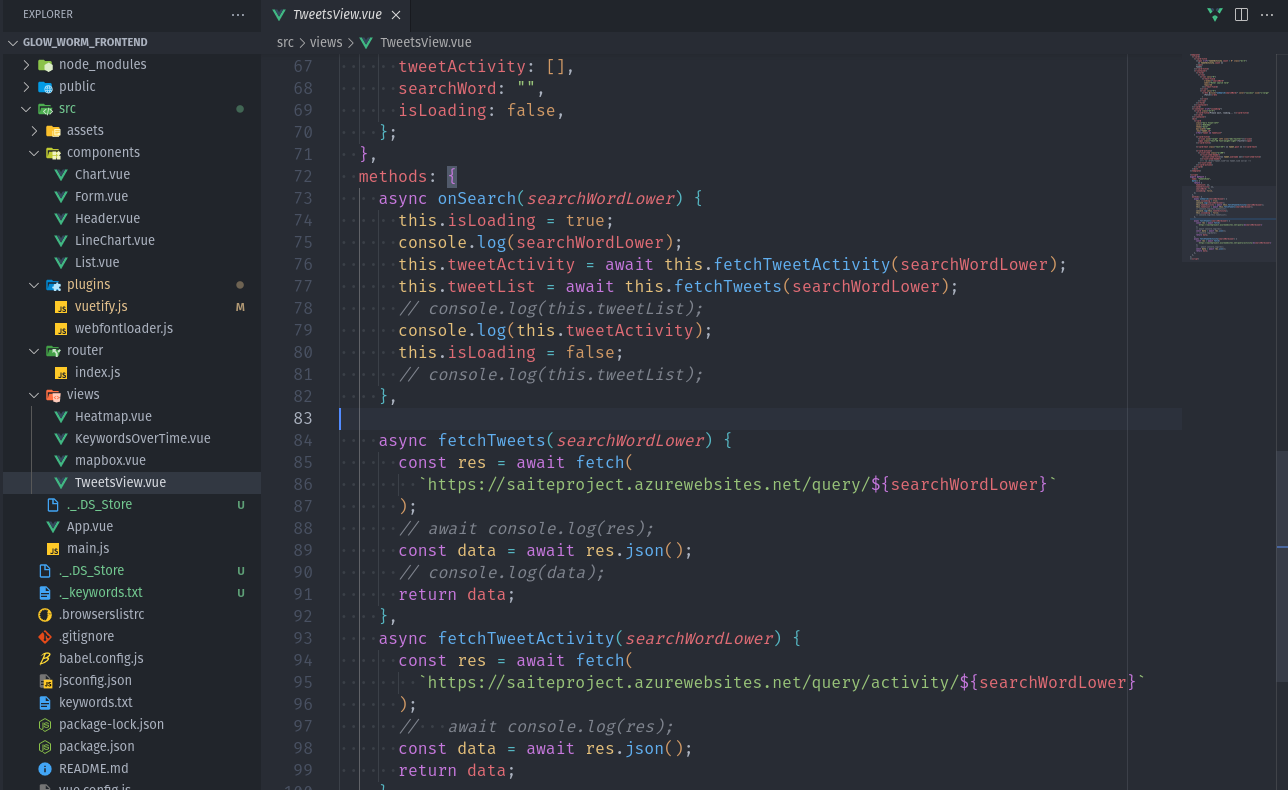 EXPLORER
GLOW_WORM_FRONTEND
node_modules
public
src
assets
components
Chart.vue
Form.vue
Header.vue
LineChart.vue
List.vue
plugins
vuetify.js M
webfontloader.js
router
index.js
views
Heatmap.vue
KeywordsOverTime.vue
mapbox.vue
TweetsView.vue
._.DS_Store U
App.vue
main.js
._.DS_Store U
._keywords.txt U
.browserslistrc
.gitignore
babel.config.js
jsconfig.json
keywords.txt
package-lock.json
package.json
README.md
vue.config.js
TweetsView.vue
src > views > TweetsView.vue
67 tweetActivity: [],
68 searchWord: "",
69 isLoading: false,
70 };
71 },
72 methods: {
73 async onSearch(searchWordLower) {
74 this.isLoading = true;
75 console.log(searchWordLower);
76 this.tweetActivity = await this.fetchTweetActivity(searchWordLower);
77 this.tweetList = await this.fetchTweets(searchWordLower);
78 // console.log(this.tweetList);
79 console.log(this.tweetActivity);
80 this.isLoading = false;
81 // console.log(this.tweetList);
82 },
83
84 async fetchTweets(searchWordLower) {
85 const res = await fetch(
86 `https://saiteproject.azurewebsites.net/query/${searchWordLower}`
87 );
88 // await console.log(res);
89 const data = await res.json();
90 // console.log(data);
91 return data;
92 },
93 async fetchTweetActivity(searchWordLower) {
94 const res = await fetch(
95 `https://saiteproject.azurewebsites.net/query/activity/${searchWordLower}`
96 );
97 // await console.log(res);
98 const data = await res.json();
99 return data;